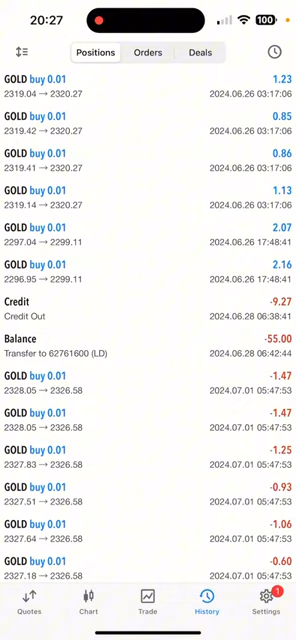 20:27
100
Positions Orders Deals
GOLD buy 0.01 1.23
2319.04 → 2320.27 2024.06.26 03:17:06
GOLD buy 0.01 0.85
2319.42 → 2320.27 2024.06.26 03:17:06
GOLD buy 0.01 0.86
2319.41 → 2320.27 2024.06.26 03:17:06
GOLD buy 0.01 1.13
2319.14 → 2320.27 2024.06.26 03:17:06
GOLD buy 0.01 2.07
2297.04 → 2299.11 2024.06.26 17:48:41
GOLD buy 0.01 2.16
2296.95 → 2299.11 2024.06.26 17:48:41
Credit -9.27
Credit Out 2024.06.28 06:38:41
Balance -55.00
Transfer to 62761600 (LD) 2024.06.28 06:42:44
GOLD buy 0.01 -1.47
2328.05 → 2326.58 2024.07.01 05:47:53
GOLD buy 0.01 -1.47
2328.05 → 2326.58 2024.07.01 05:47:53
GOLD buy 0.01 -1.25
2327.83 → 2326.58 2024.07.01 05:47:53
GOLD buy 0.01 -0.93
2327.51 → 2326.58 2024.07.01 05:47:53
GOLD buy 0.01 -1.06
2327.64 → 2326.58 2024.07.01 05:47:53
GOLD buy 0.01 -0.60
2327.18 → 2326.58 2024.07.01 05:47:53
1
Quotes Chart Trade History Settings